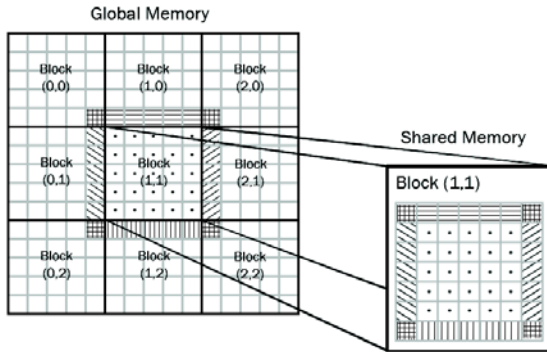 Global Memory
Block
(0,0)
Block
(1,0)
Block
(2,0)
Block
(0,1)
Block
(1,1)
Block
(2,1)
Block
(0,2)
Block
(1,2)
Block
(2,2)
Shared Memory
Block (1,1)